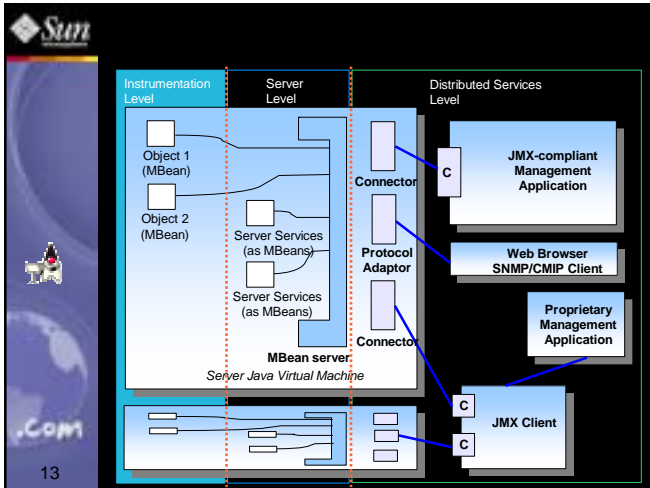 Sun
Instrumentation
Level
Server
Level
Distributed Services
Level
Object 1
(MBean)
Object 2
(MBean)
Server Services
(as MBeans)
Server Services
(as MBeans)
MBean server
Server Java Virtual Machine
Connector
Protocol
Adaptor
Connector
C
JMX-compliant
Management
Application
Web Browser
SNMP/CMIP Client
Proprietary
Management
Application
C
C
JMX Client
.com
13